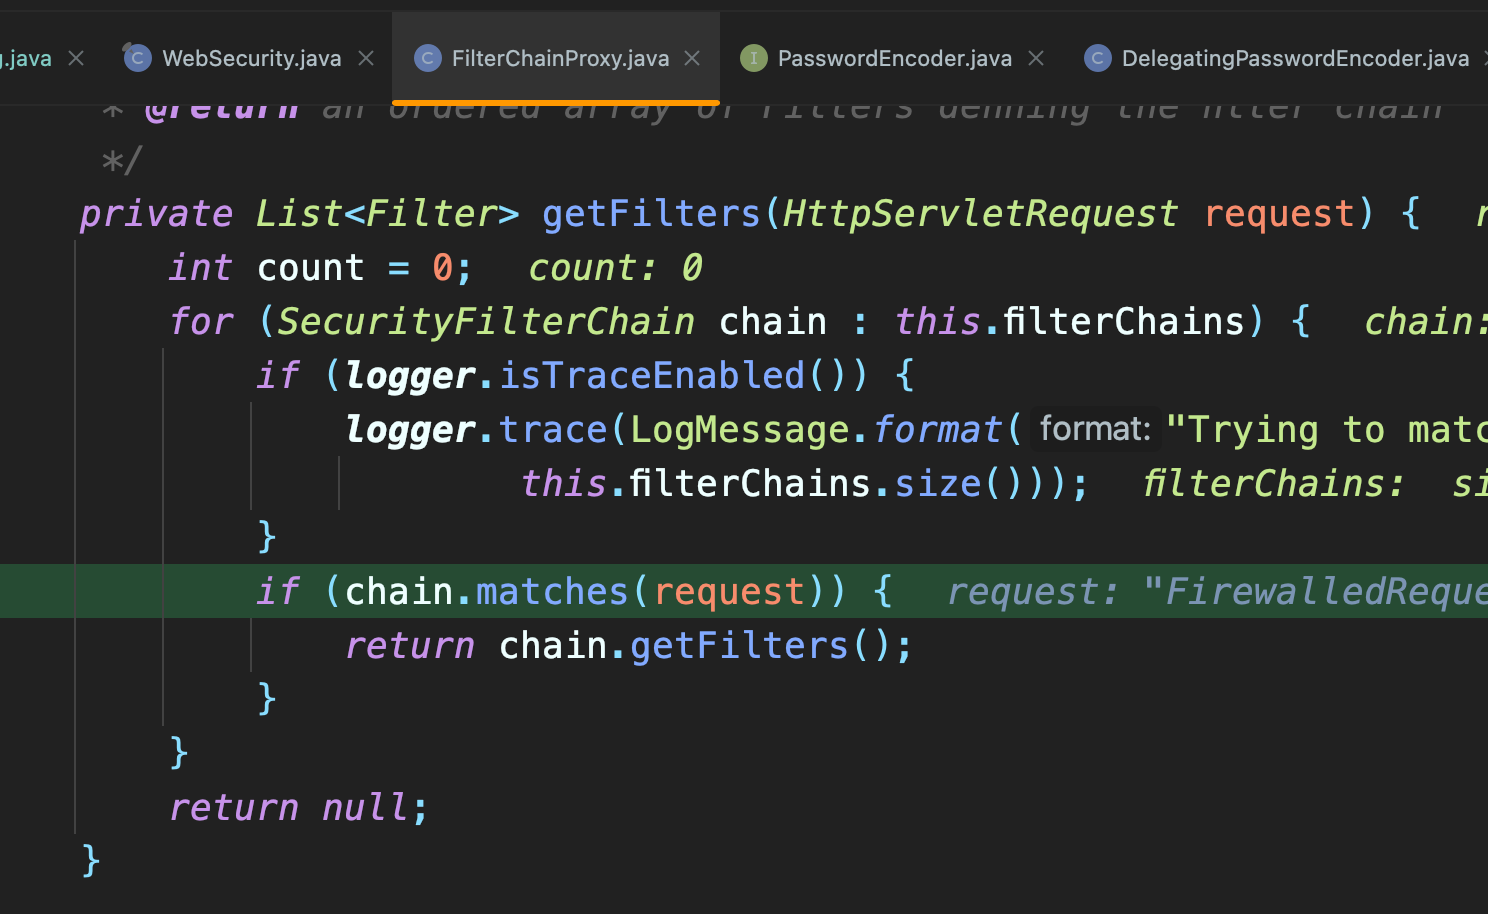 .java WebSecurity.java FilterChainProxy.java PasswordEncoder.java DelegatingPasswordEncoder.java
* @return an ordered array of Filters defining the filter chain
*/
private List<Filter> getFilters(HttpServletRequest request) {
int count = 0; count: 0
for (SecurityFilterChain chain : this.filterChains) { chain:
if (logger.isTraceEnabled()) {
logger.trace(LogMessage.format( format: "Trying to matc
this.filterChains.size())); filterChains: si
}
if (chain.matches(request)) { request: "FirewalledReque
return chain.getFilters();
}
}
return null;
}